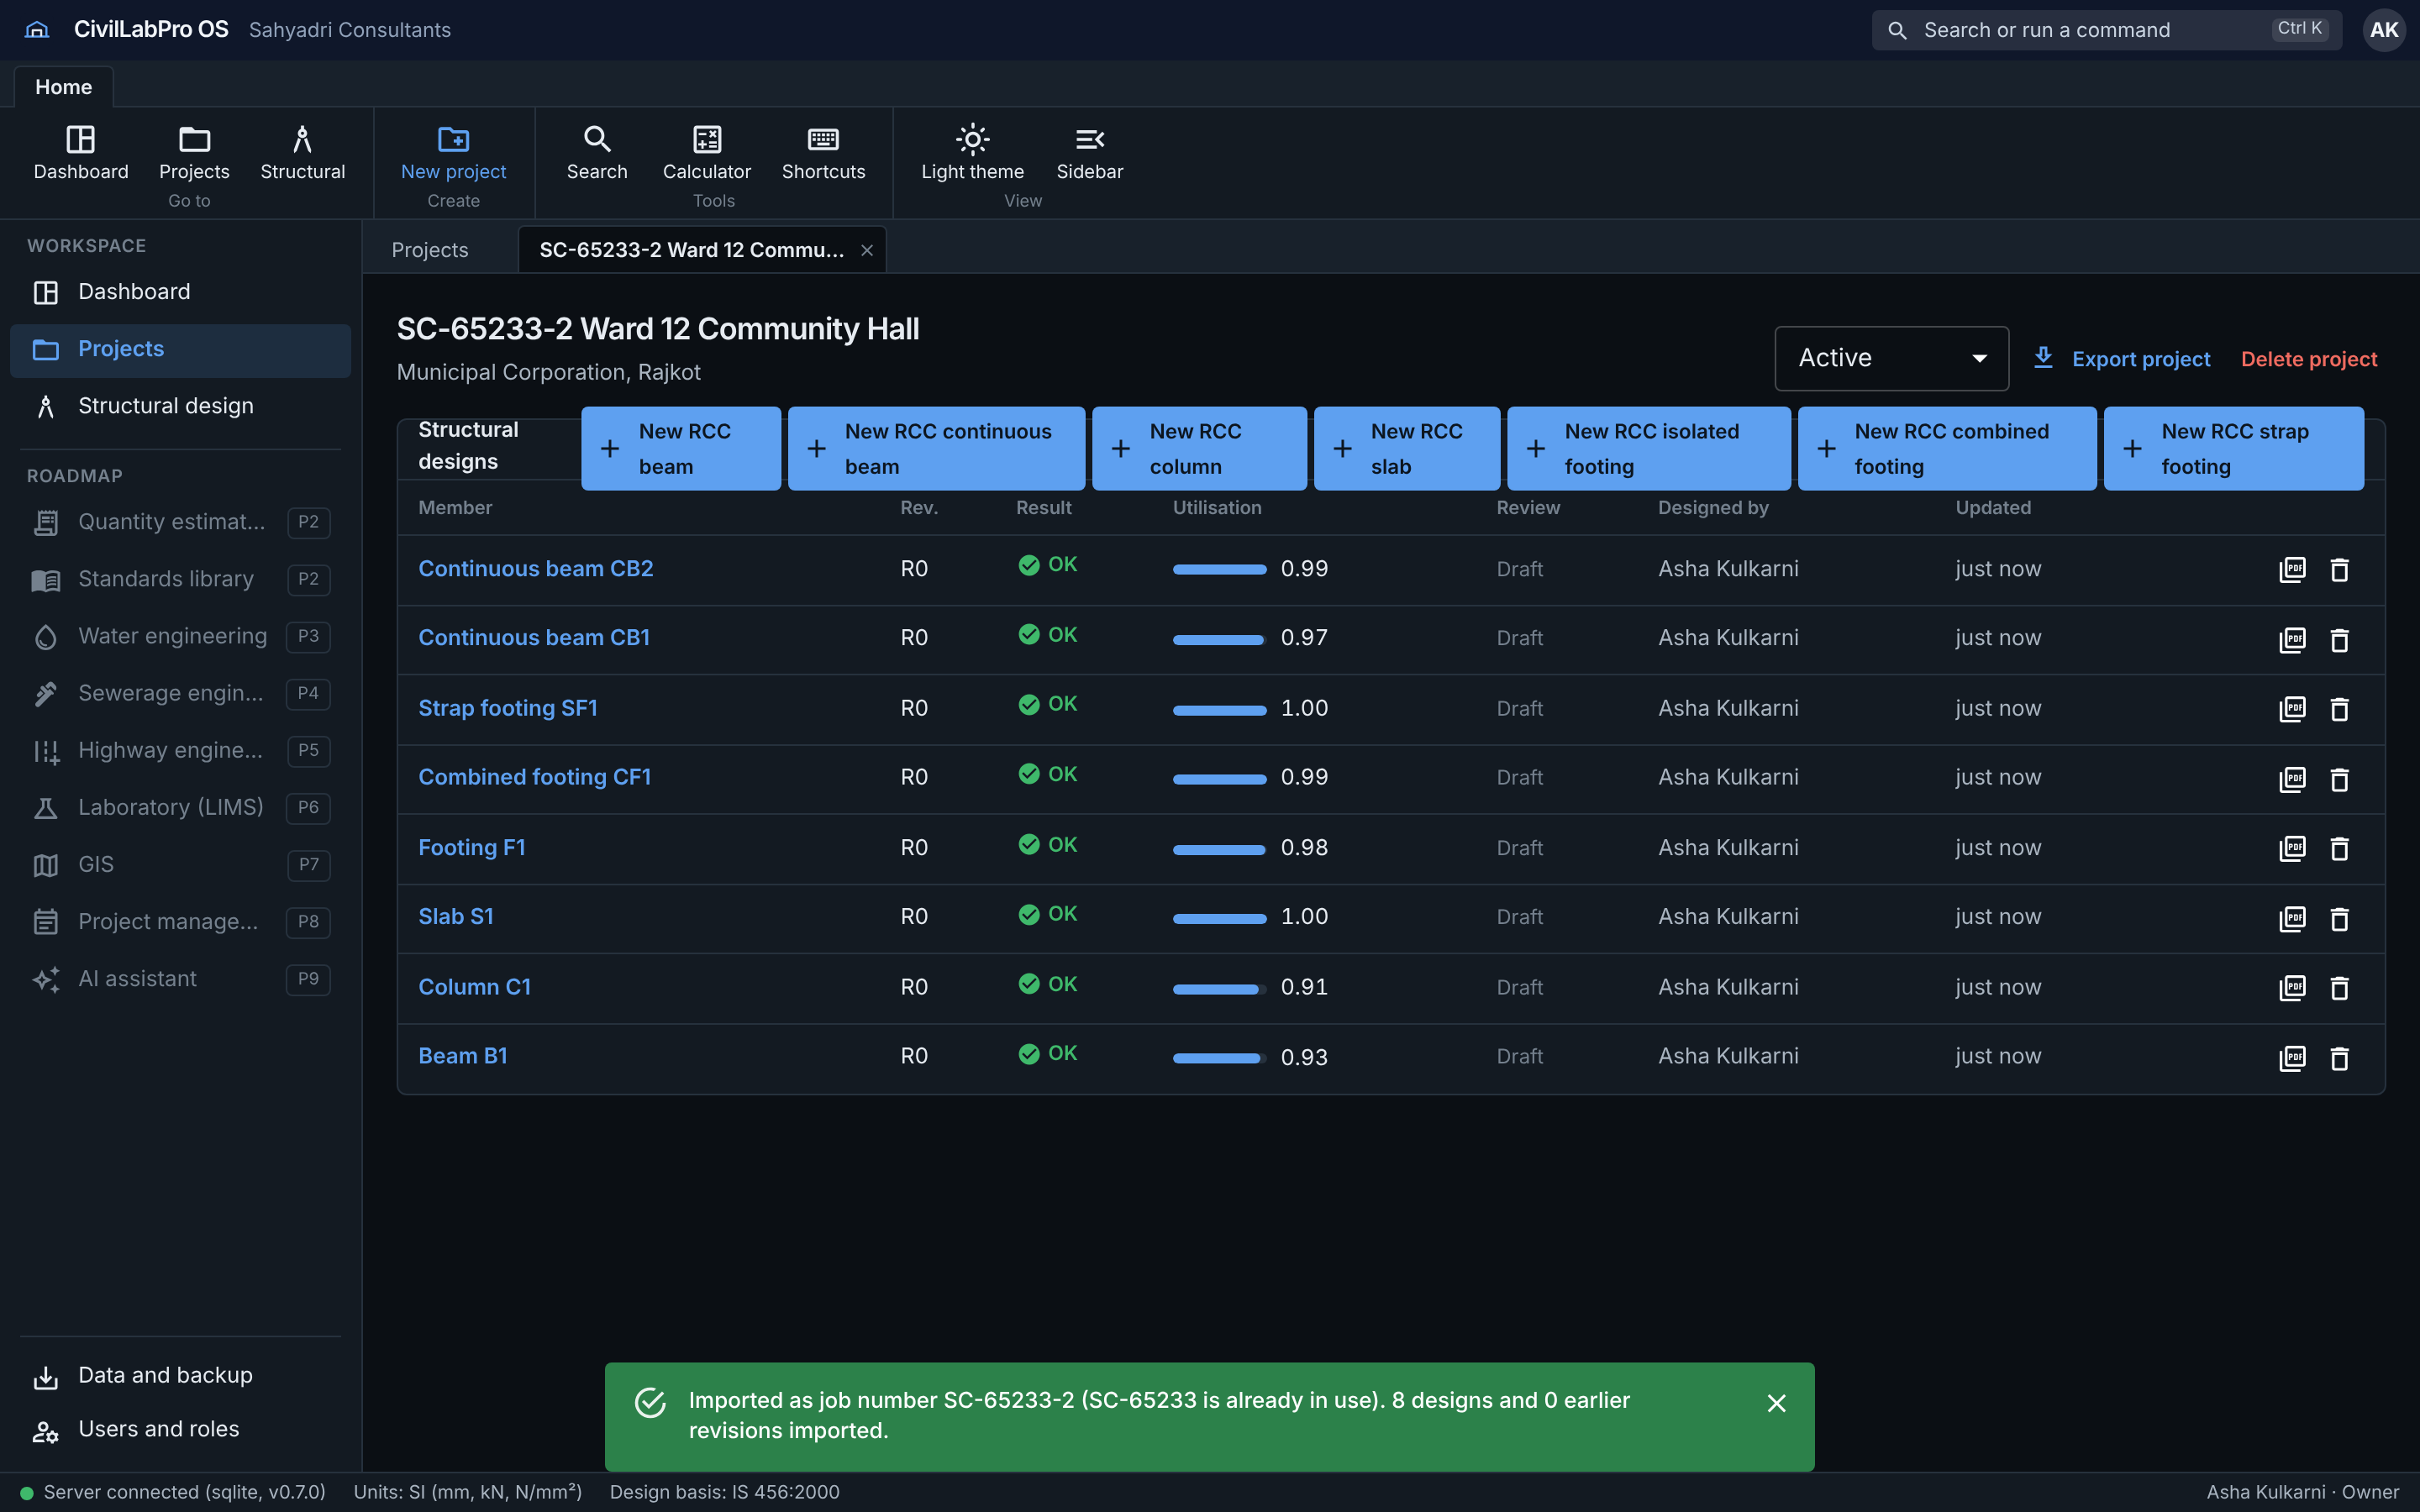 CivilLabPro OS Sahyadri Consultants
Search or run a command Ctrl K AK
Home
Dashboard Projects Structural New project Search Calculator Shortcuts Light theme Sidebar
Go to Create Tools View
WORKSPACE
Dashboard
Projects
Structural design
ROADMAP
Quantity estimat... P2
Standards library P2
Water engineering P3
Sewerage engin... P4
Highway engine... P5
Laboratory (LIMS) P6
GIS P7
Project manage... P8
AI assistant P9
Data and backup
Users and roles
Projects SC-65233-2 Ward 12 Commu...
SC-65233-2 Ward 12 Community Hall
Municipal Corporation, Rajkot
Active Export project Delete project
Structural designs
New RCC beam
New RCC continuous beam
New RCC column
New RCC slab
New RCC isolated footing
New RCC combined footing
New RCC strap footing
Member Rev. Result Utilisation Review Designed by Updated
Continuous beam CB2 R0 OK 0.99 Draft Asha Kulkarni just now PDF
Continuous beam CB1 R0 OK 0.97 Draft Asha Kulkarni just now PDF
Strap footing SF1 R0 OK 1.00 Draft Asha Kulkarni just now PDF
Combined footing CF1 R0 OK 0.99 Draft Asha Kulkarni just now PDF
Footing F1 R0 OK 0.98 Draft Asha Kulkarni just now PDF
Slab S1 R0 OK 1.00 Draft Asha Kulkarni just now PDF
Column C1 R0 OK 0.91 Draft Asha Kulkarni just now PDF
Beam B1 R0 OK 0.93 Draft Asha Kulkarni just now PDF
Imported as job number SC-65233-2 (SC-65233 is already in use). 8 designs and 0 earlier
revisions imported.
Server connected (sqlite, v0.7.0) Units: SI (mm, kN, N/mm²) Design basis: IS 456:2000 Asha Kulkarni · Owner